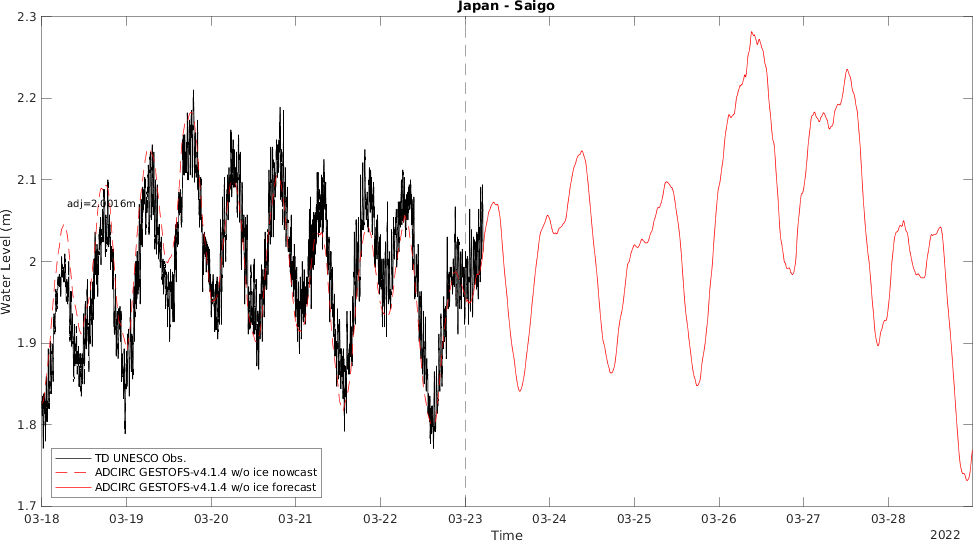 Japan - Saigo
2.3
2.2
2.1
2
1.9
1.8
1.7
Water Level (m)
adj=2.0016m
TD UNESCO Obs.
ADCIRC GESTOFS-v4.1.4 w/o ice nowcast
ADCIRC GESTOFS-v4.1.4 w/o ice forecast
03-18 03-19 03-20 03-21 03-22 03-23 03-24 03-25 03-26 03-27 03-28
Time
2022